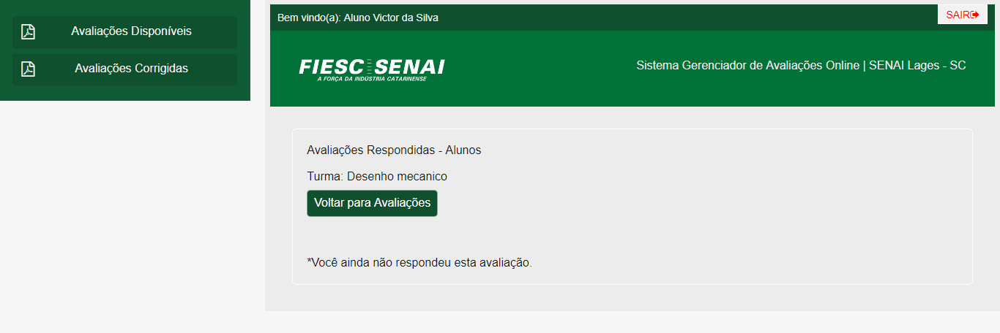 Avaliações Disponíveis
Avaliações Corrigidas
Bem vindo(a): Aluno Victor da Silva
SAIR
FIESC SENAI
A FORÇA DA INDÚSTRIA CATARINENSE
Sistema Gerenciador de Avaliações Online | SENAI Lages - SC
Avaliações Respondidas - Alunos
Turma: Desenho mecanico
Voltar para Avaliações
*Você ainda não respondeu esta avaliação.